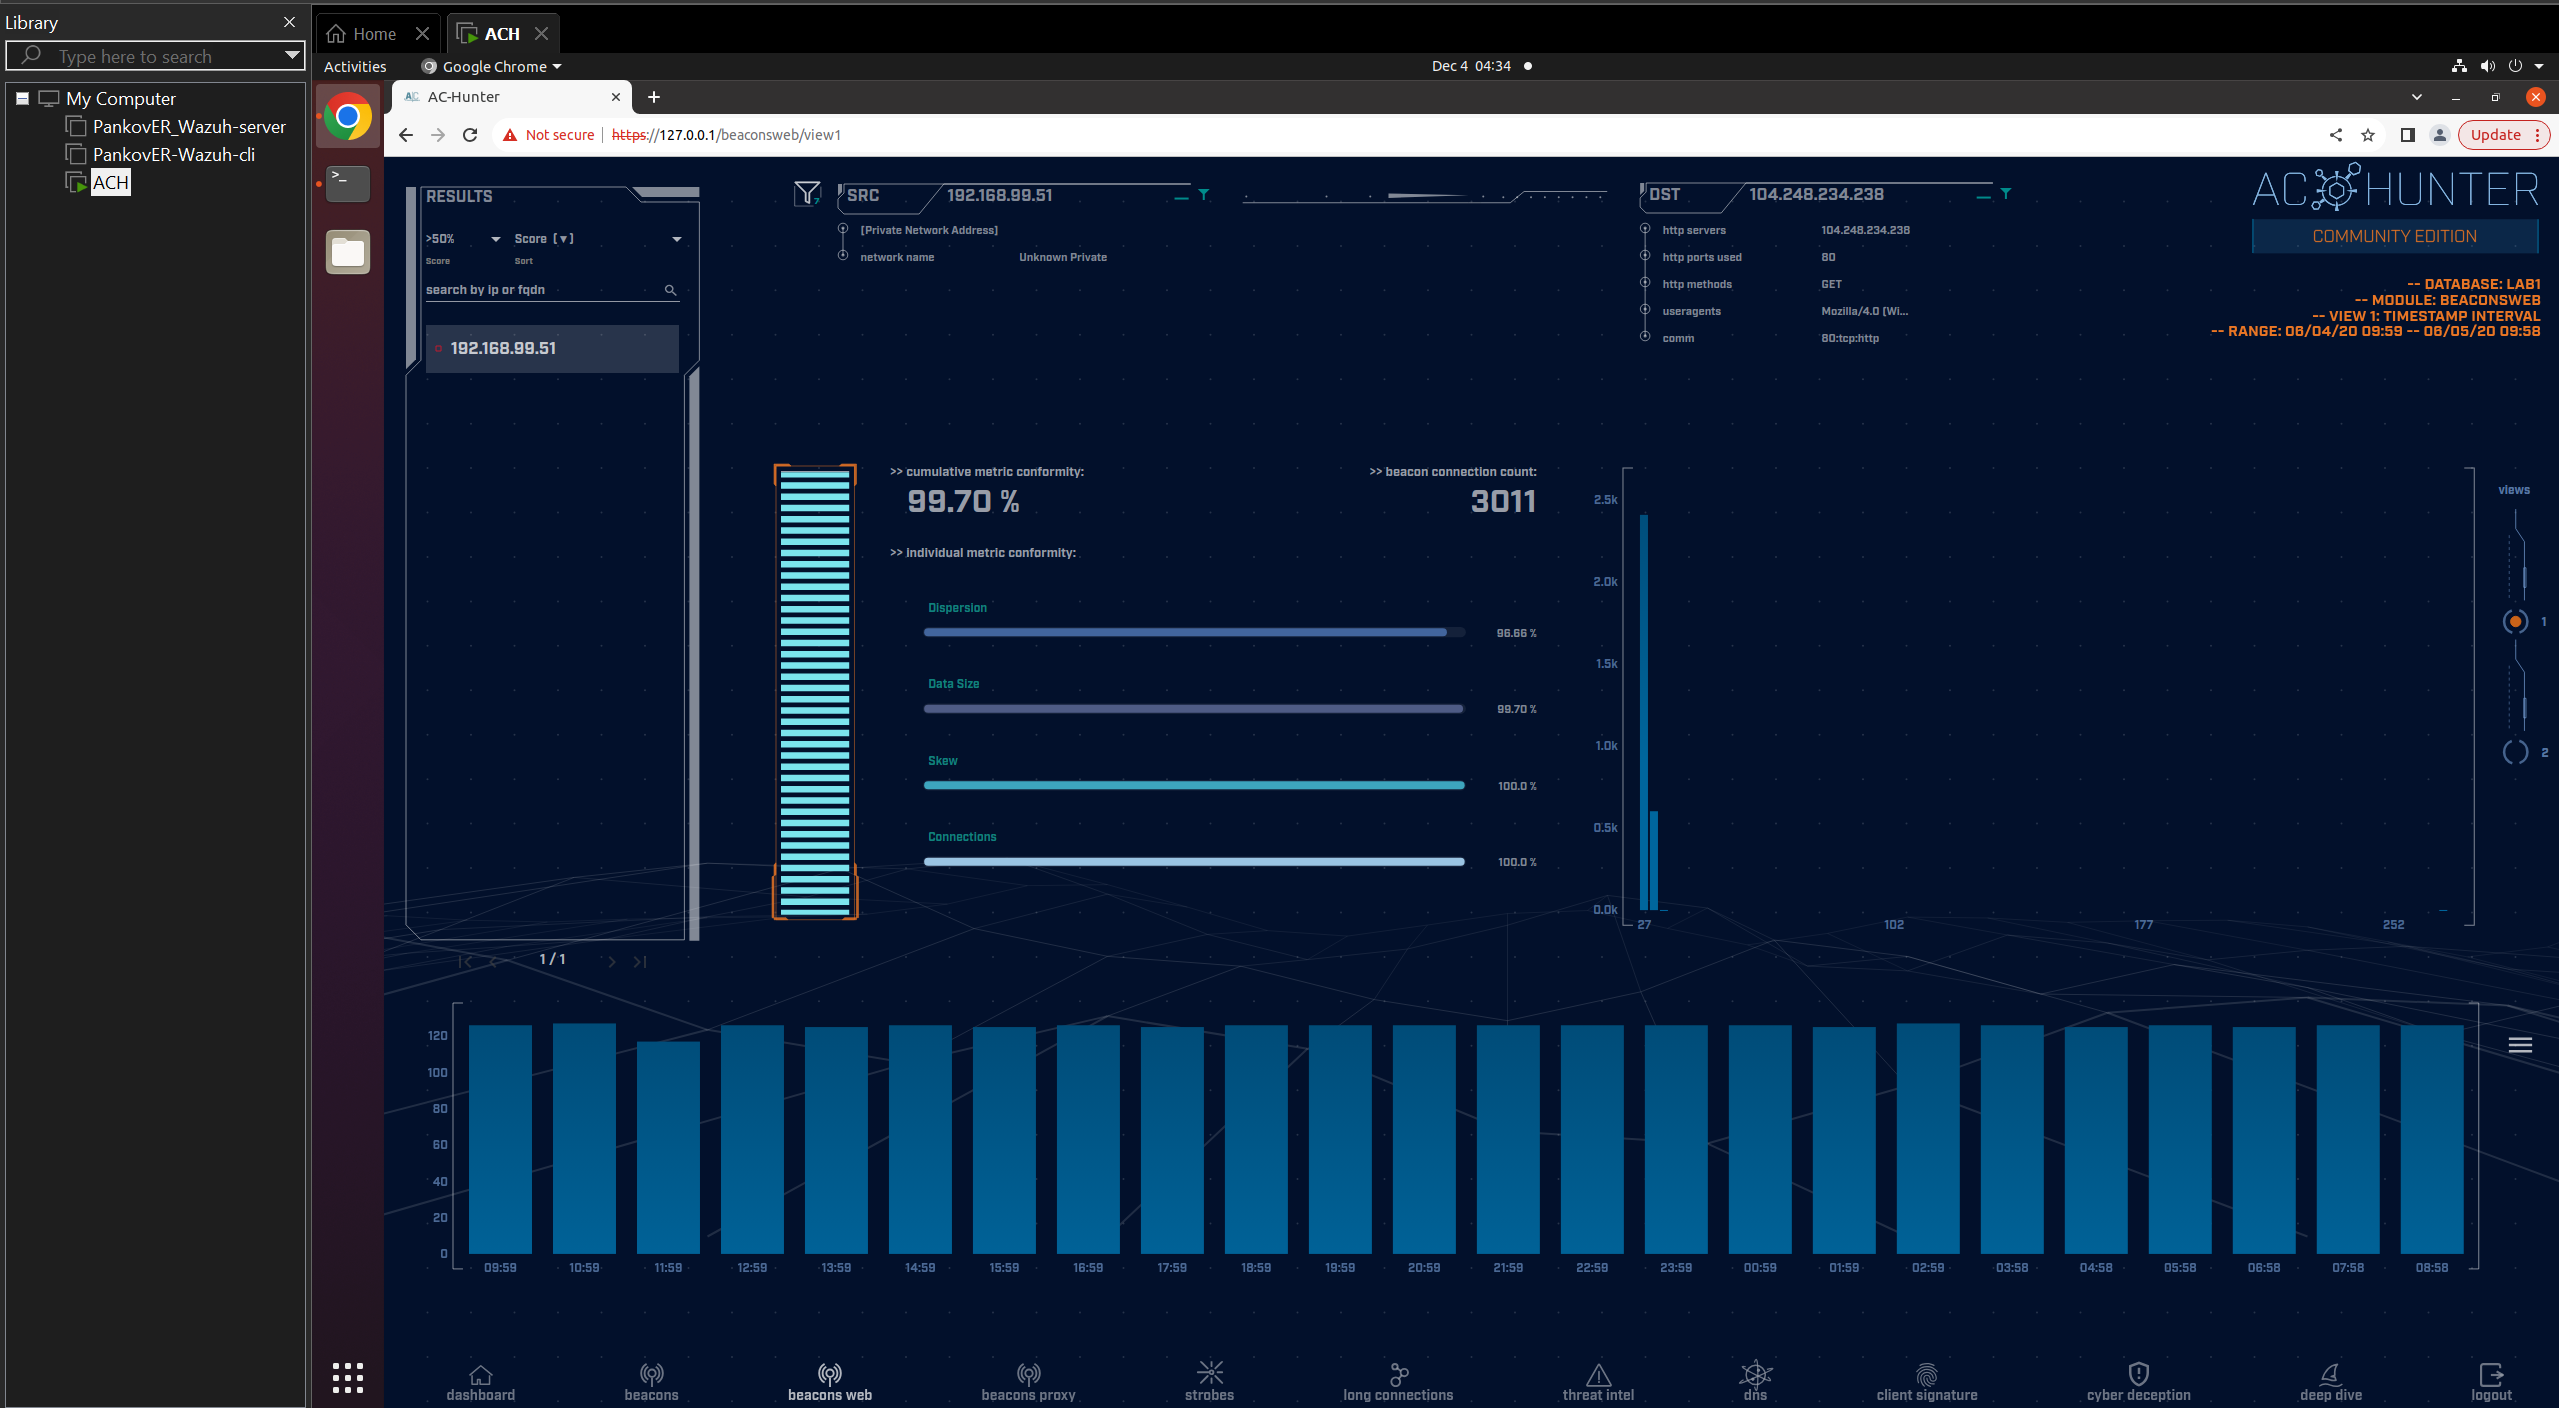 Library
Type here to search
My Computer
PankovER_Wazuh-server
PankovER-Wazuh-cli
ACH
Home
ACH
Activities
Google Chrome
Dec 4 04:34
AC-Hunter
Not secure
https://127.0.0.1/beaconsweb/view1
Update
RESULTS
>50%
Score [▼]
Score
Sort
search by ip or fqdn
192.168.99.51
1 / 1
7
SRC
192.168.99.51
[Private Network Address]
network name
Unknown Private
DST
104.248.234.238
http servers
104.248.234.238
http ports used
80
http methods
GET
useragents
Mozilla/4.0 (Wi...
comm
80:tcp:http
AC HUNTER
COMMUNITY EDITION
-- DATABASE: LAB1
-- MODULE: BEACONSWEB
-- VIEW 1: TIMESTAMP INTERVAL
-- RANGE: 06/04/20 09:59 -- 06/05/20 09:58
>> cumulative metric conformity:
99.70 %
>> beacon connection count:
3011
>> individual metric conformity:
Dispersion
96.66 %
Data Size
99.70 %
Skew
100.0 %
Connections
100.0 %
2.5k
2.0k
1.5k
1.0k
0.5k
0.0k
27
102
177
252
views
1
2
120
100
80
60
40
20
0
09:59
10:59
11:59
12:59
13:59
14:59
15:59
16:59
17:59
18:59
19:59
20:59
21:59
22:59
23:59
00:59
01:59
02:59
03:58
04:58
05:58
06:58
07:58
08:58
dashboard
beacons
beacons web
beacons proxy
strobes
long connections
threat intel
dns
client signature
cyber deception
deep dive
logout